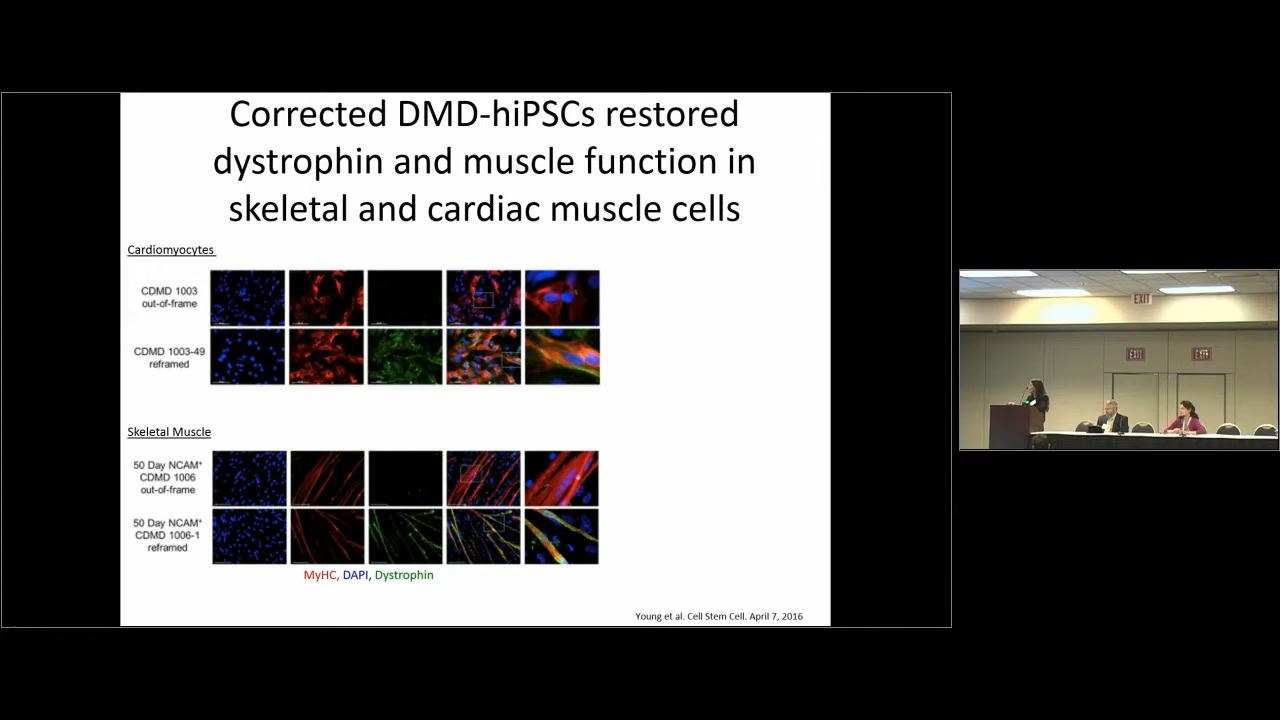 Corrected DMD-hiPSCs restored
dystrophin and muscle function in
skeletal and cardiac muscle cells
Cardiomyocytes
CDMD 1003
out-of-frame
CDMD 1003-49
reframed
Skeletal Muscle
50 Day NCAM⁺
CDMD 1006
out-of-frame
50 Day NCAM⁺
CDMD 1006-1
reframed
MyHC, DAPI, Dystrophin
Young et al. Cell Stem Cell. April 7, 2016
EXIT
EXIT
EXIT